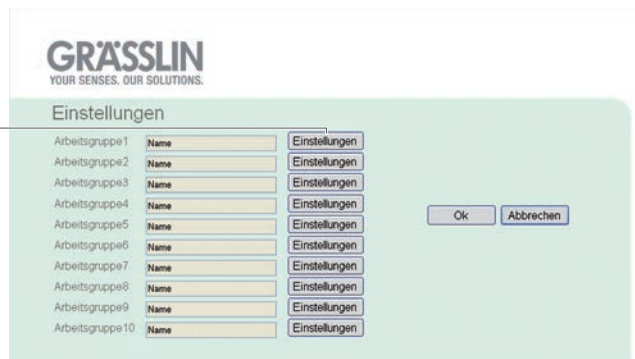 GRÄSSLIN
YOUR SENSES. OUR SOLUTIONS.
Einstellungen
Arbeitsgruppe1 Name Einstellungen
Arbeitsgruppe2 Name Einstellungen
Arbeitsgruppe3 Name Einstellungen
Arbeitsgruppe4 Name Einstellungen
Ok Abbrechen
Arbeitsgruppe5 Name Einstellungen
Arbeitsgruppe6 Name Einstellungen
Arbeitsgruppe7 Name Einstellungen
Arbeitsgruppe8 Name Einstellungen
Arbeitsgruppe9 Name Einstellungen
Arbeitsgruppe10 Name Einstellungen